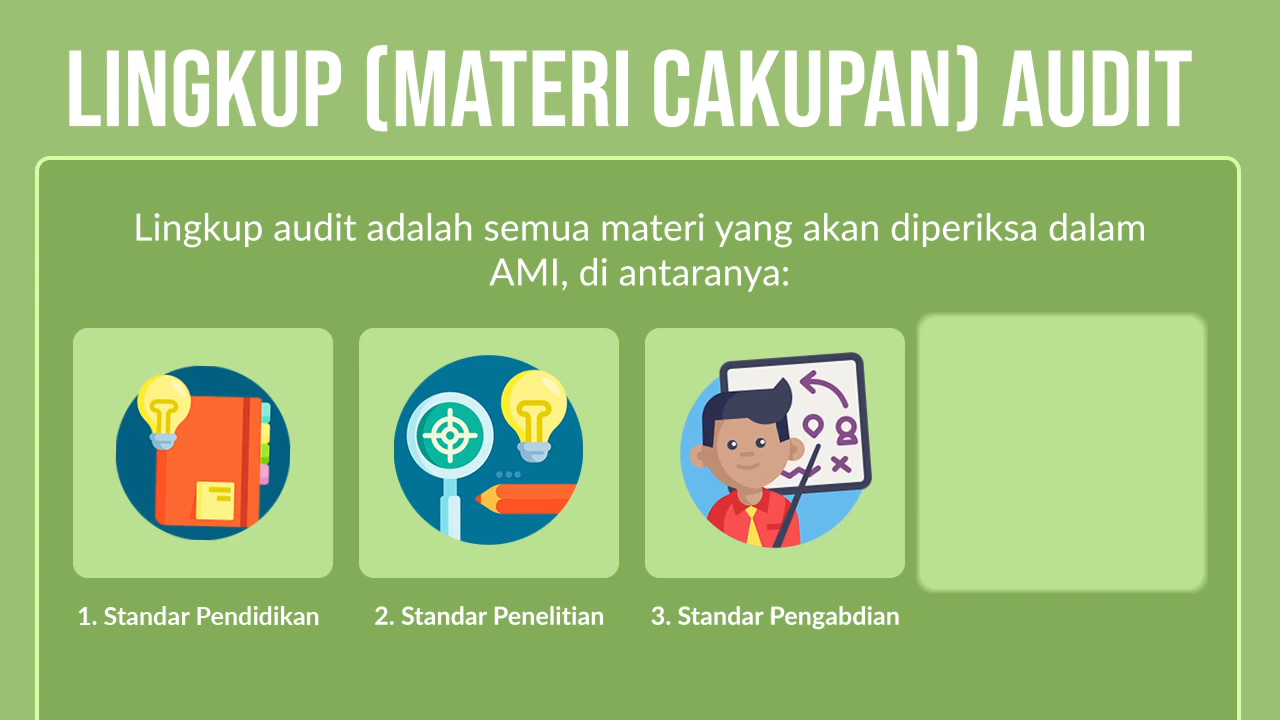 LINGKUP (MATERI CAKUPAN) AUDIT
Lingkup audit adalah semua materi yang akan diperiksa dalam
AMI, di antaranya:
1. Standar Pendidikan
2. Standar Penelitian
3. Standar Pengabdian